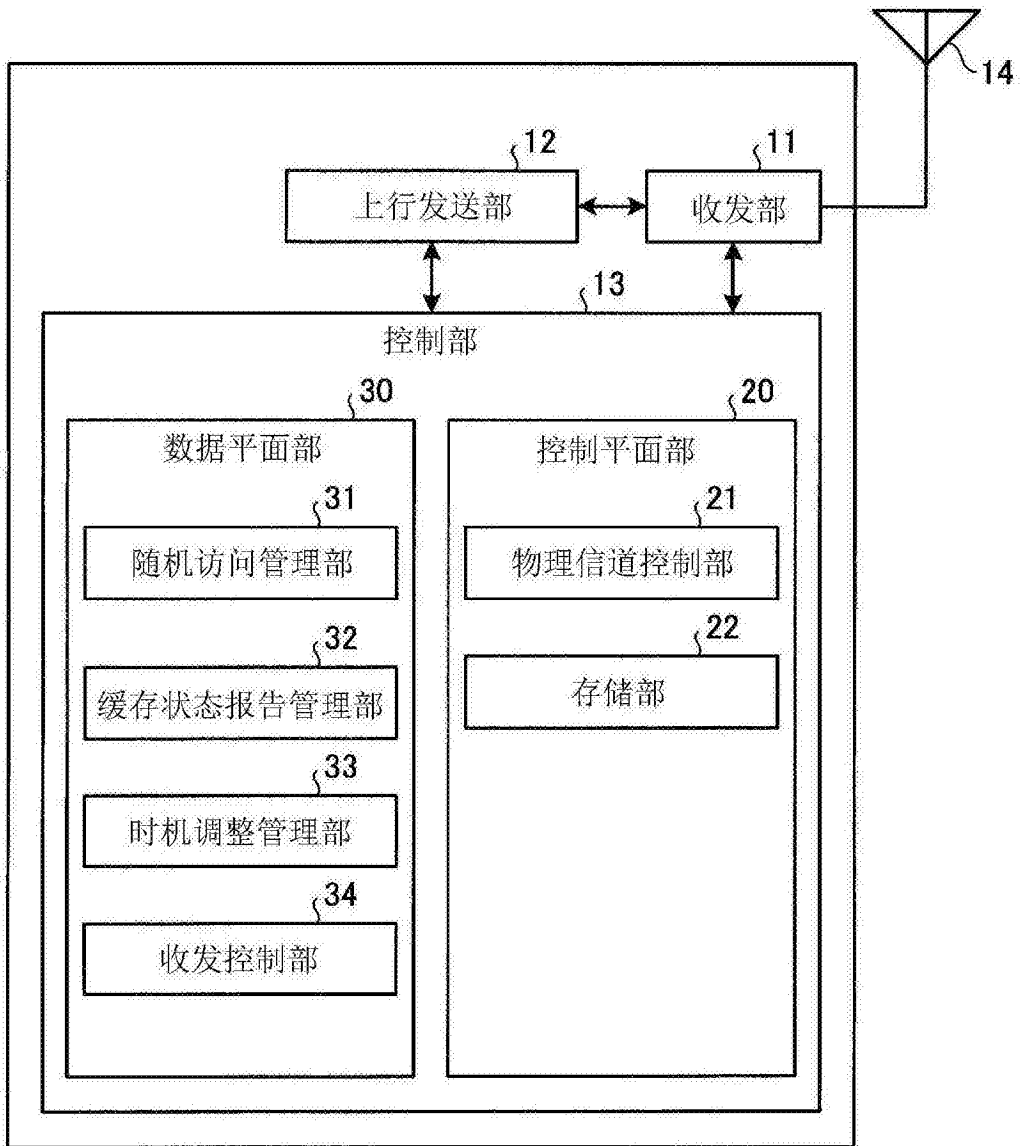 14
12
11
上行发送部
收发部
13
控制部
30
20
数据平面部
控制平面部
31
21
随机访问管理部
物理信道控制部
32
22
缓存状态报告管理部
存储部
33
时机调整管理部
34
收发控制部